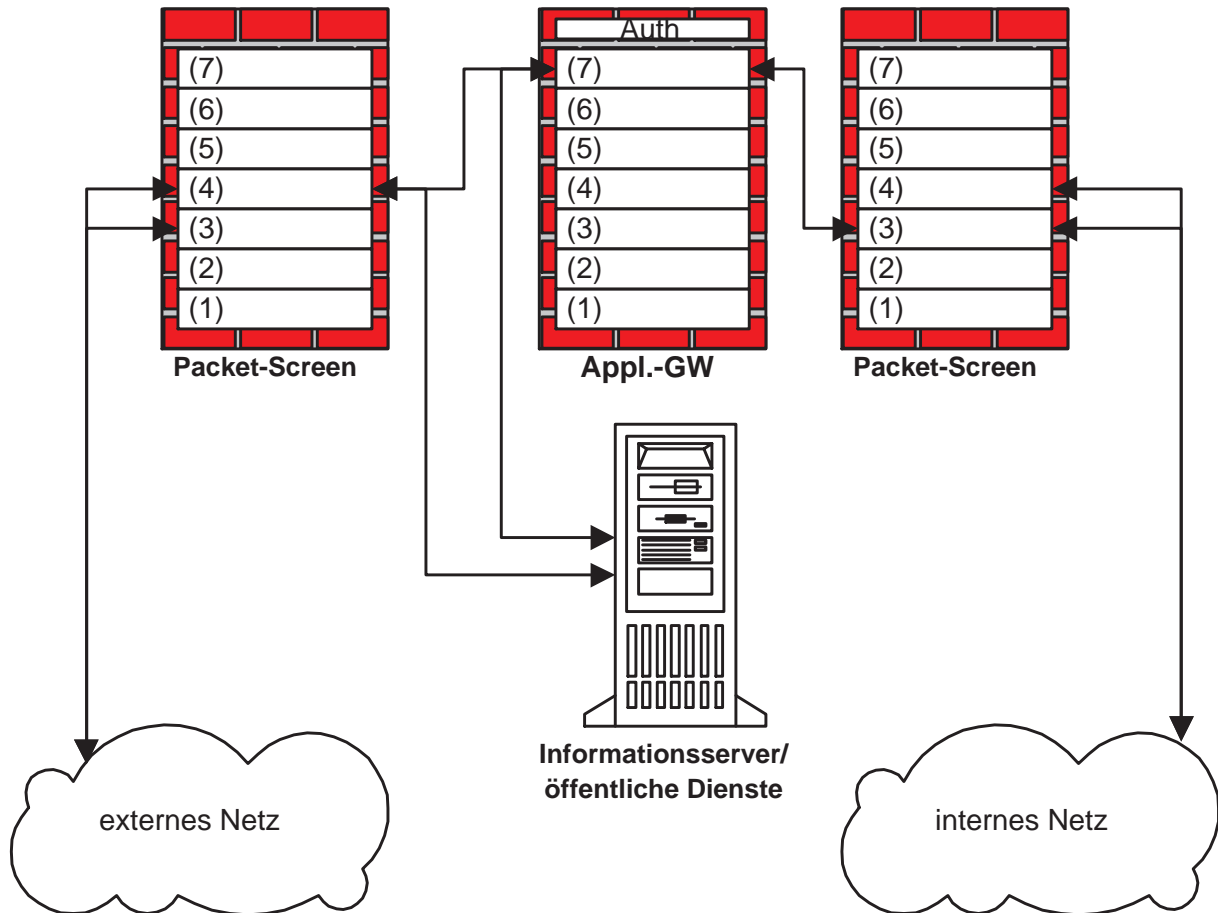 Auth
(7)
(6)
(5)
(4)
(3)
(2)
(1)
Packet-Screen
(7)
(6)
(5)
(4)
(3)
(2)
(1)
Appl.-GW
(7)
(6)
(5)
(4)
(3)
(2)
(1)
Packet-Screen
Informationsserver/
öffentliche Dienste
externes Netz
internes Netz